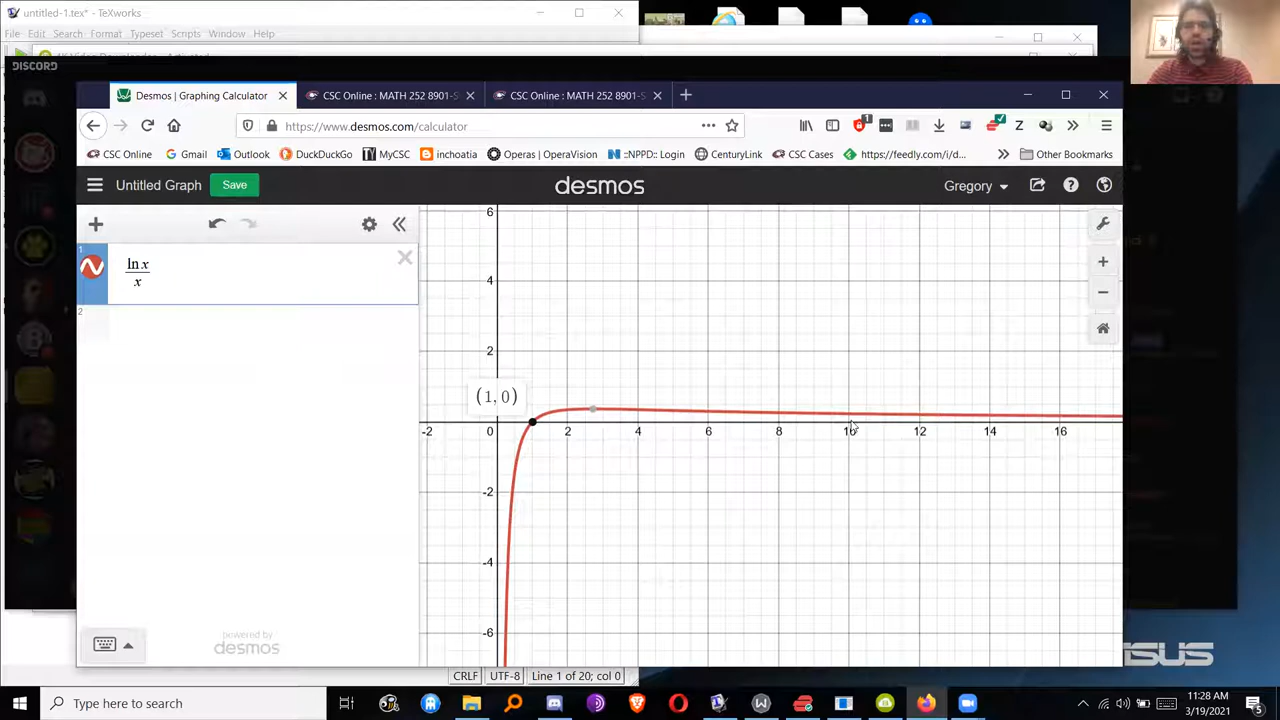 untitled-1.tex* - TeXworks
File Edit Search Format Typeset Scripts Window Help
DISCORD
Desmos | Graphing Calculator
CSC Online : MATH 252 8901-S
CSC Online : MATH 252 8901-S
https://www.desmos.com/calculator
CSC Online Gmail Outlook DuckDuckGo MyCSC inchoatia Operas | OperaVision ::NPPD:: Login CenturyLink CSC Cases https://feedly.com/i/d... Other Bookmarks
Untitled Graph Save desmos Gregory
1
ln x
x
2
(1, 0)
6
4
2
-2 0 2 4 6 8 10 12 14 16
-2
-4
-6
powered by
desmos
CRLF UTF-8 Line 1 of 20; col 0
Type here to search
11:28 AM
3/19/2021
5